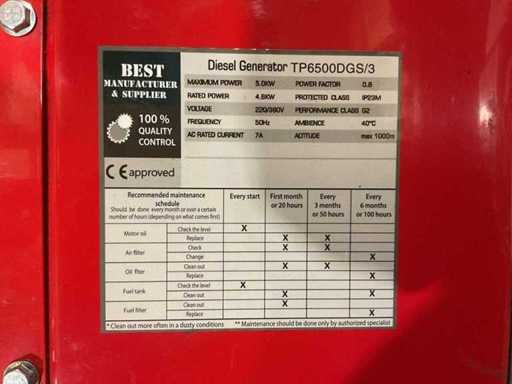 BEST
MANUFACTURER
& SUPPLIER
100 %
QUALITY
CONTROL
CE approved
Diesel Generator TP6500DGS/3
MAXIMUM POWER 5.0KW POWER FACTOR 0.8
RATED POWER 4.6KW PROTECTED CLASS IP23M
VOLTAGE 220/380V PERFORMANCE CLASS G2
FREQUENCY 50Hz AMBIENCE 40°C
AC RATED CURRENT 7A AOTITUDE max 1000m
Recommended maintenance
schedule
Should be done every month or over a certain
number of hours (depending on what comes first)
Every start
First month
or 20 hours
Every
3 months
or 50 hours
Every
6 months
or 100 hours
Motor oil Check the level X
Replace X X
Air filter Check X X
Change X
Oil fiter Clean out X X
Replace X
Fuel tank Check the level X
Clean out X X
Fuel filter Clean out X
Replace X
* Clean out more often in a dusty conditions ** Maintenance should be done only by authorized specialist